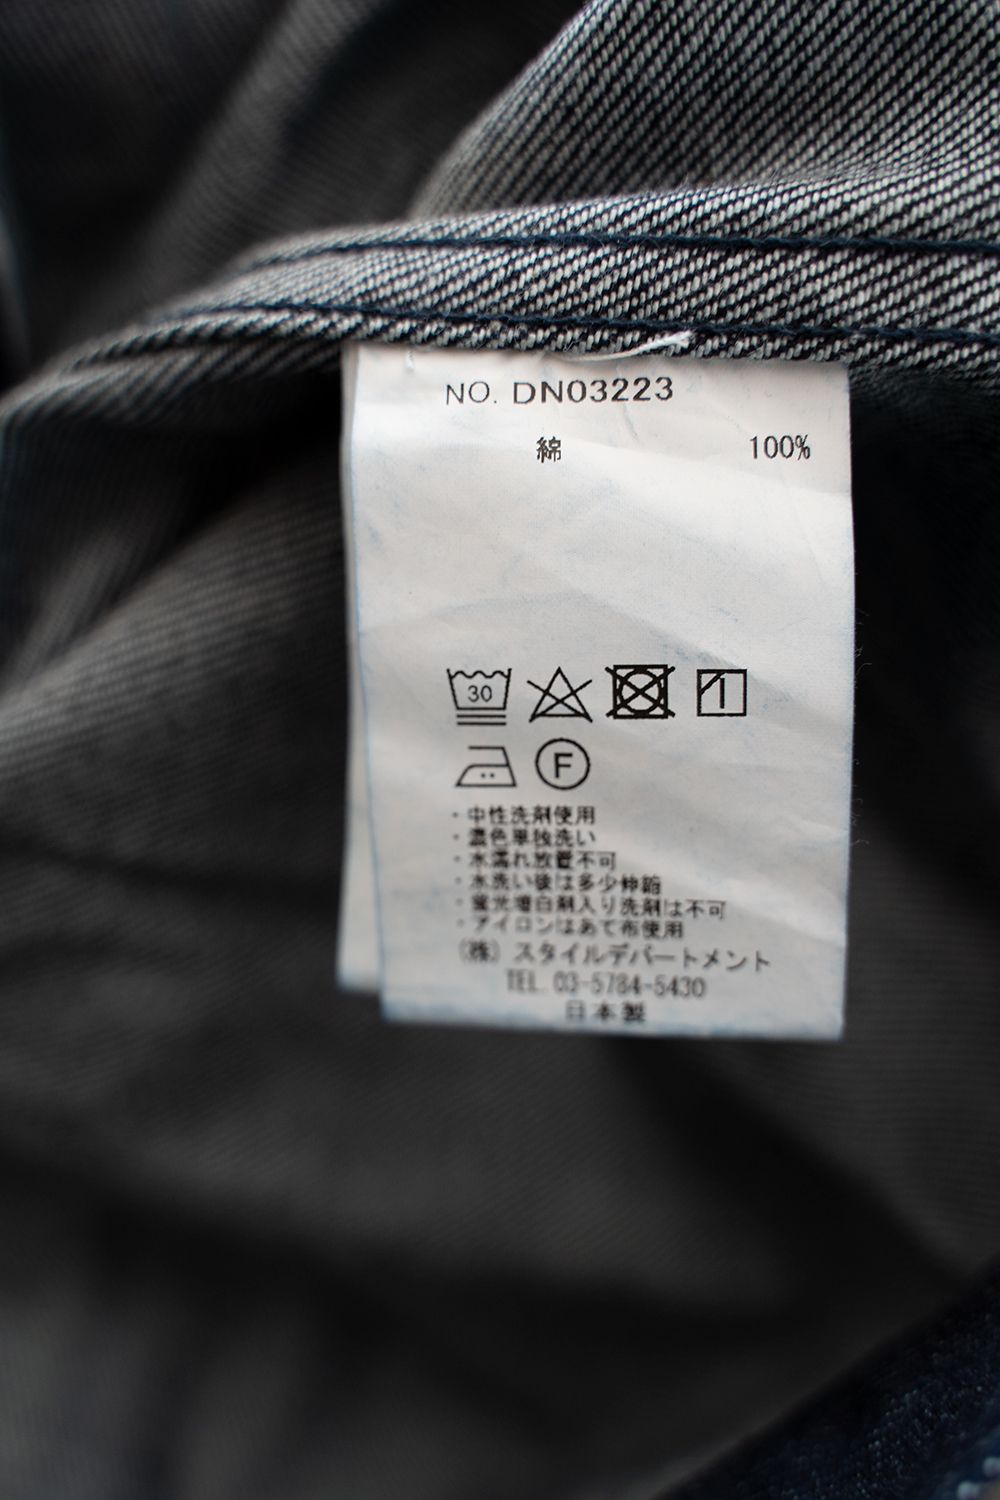 NO. DN03223
綿 100%
30
F
・中性洗剤使用
・濃色単独洗い
・水濡れ放置不可
・水洗い後は多少伸縮
・蛍光増白剤入り洗剤は不可
・アイロンはあて布使用
（株）スタイルデパートメント
TEL. 03-5784-5430
日本製